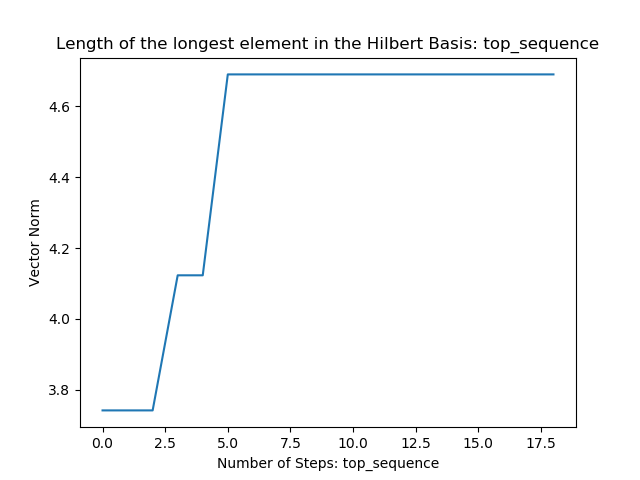 Length of the longest element in the Hilbert Basis: top_sequence
4.6
4.4
4.2
4.0
3.8
Vector Norm
0.0 2.5 5.0 7.5 10.0 12.5 15.0 17.5
Number of Steps: top_sequence